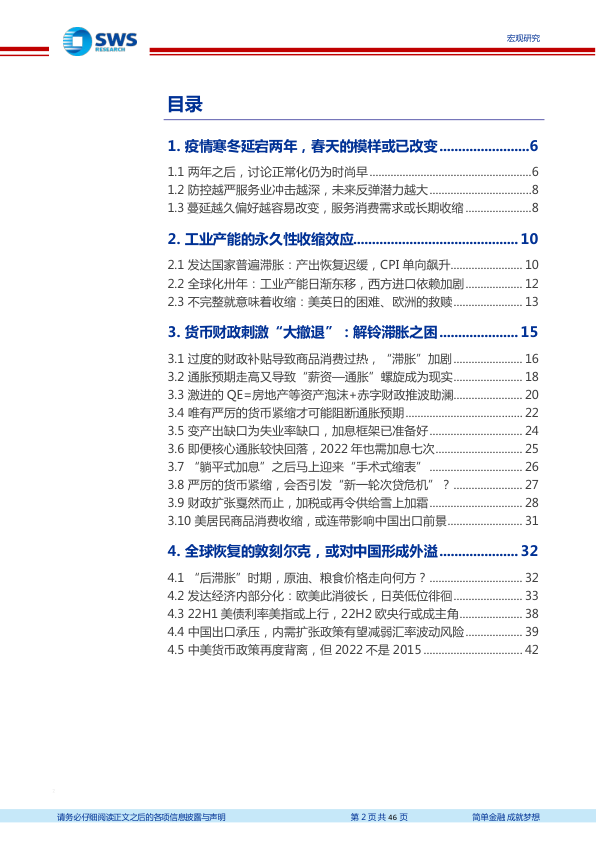 SWS
RESEARCH
宏观研究
目录
1. 疫情寒冬延宕两年，春天的模样或已改变........................6
1.1 两年之后，讨论正常化仍为时尚早......................................................6
1.2 防控越严服务业冲击越深，未来反弹潜力越大..................................8
1.3 蔓延越久偏好越容易改变，服务消费需求或长期收缩......................8
2. 工业产能的永久性收缩效应............................................ 10
2.1 发达国家普遍滞胀：产出恢复迟缓，CPI 单向飙升........................ 10
2.2 全球化卅年：工业产能日渐东移，西方进口依赖加剧................... 12
2.3 不完整就意味着收缩：美英日的困难、欧洲的救赎....................... 13
3. 货币财政刺激“大撤退”：解铃滞胀之困..................... 15
3.1 过度的财政补贴导致商品消费过热，“滞胀”加剧....................... 16
3.2 通胀预期走高又导致“薪资—通胀”螺旋成为现实....................... 18
3.3 激进的 QE=房地产等资产泡沫+赤字财政推波助澜....................... 20
3.4 唯有严厉的货币紧缩才可能阻断通胀预期....................................... 22
3.5 变产出缺口为失业率缺口，加息框架已准备好............................... 24
3.6 即便核心通胀较快回落，2022 年也需加息七次............................. 25
3.7 “躺平式加息”之后马上迎来“手术式缩表”............................... 26
3.8 严厉的货币紧缩，会否引发“新一轮次贷危机”？....................... 27
3.9 财政扩张戛然而止，加税或再令供给雪上加霜............................... 28
3.10 美居民商品消费收缩，或连带影响中国出口前景......................... 31
4. 全球恢复的敦刻尔克，或对中国形成外溢..................... 32
4.1 “后滞胀”时期，原油、粮食价格走向何方？............................... 32
4.2 发达经济内部分化：欧美此消彼长，日英低位徘徊....................... 33
4.3 22H1 美债利率美指或上行，22H2 欧央行或成主角..................... 38
4.4 中国出口承压，内需扩张政策有望减弱汇率波动风险................... 39
4.5 中美货币政策再度背离，但 2022 不是 2015................................. 42
请务必仔细阅读正文之后的各项信息披露与声明
第 2 页 共 46 页
简单金融 成就梦想